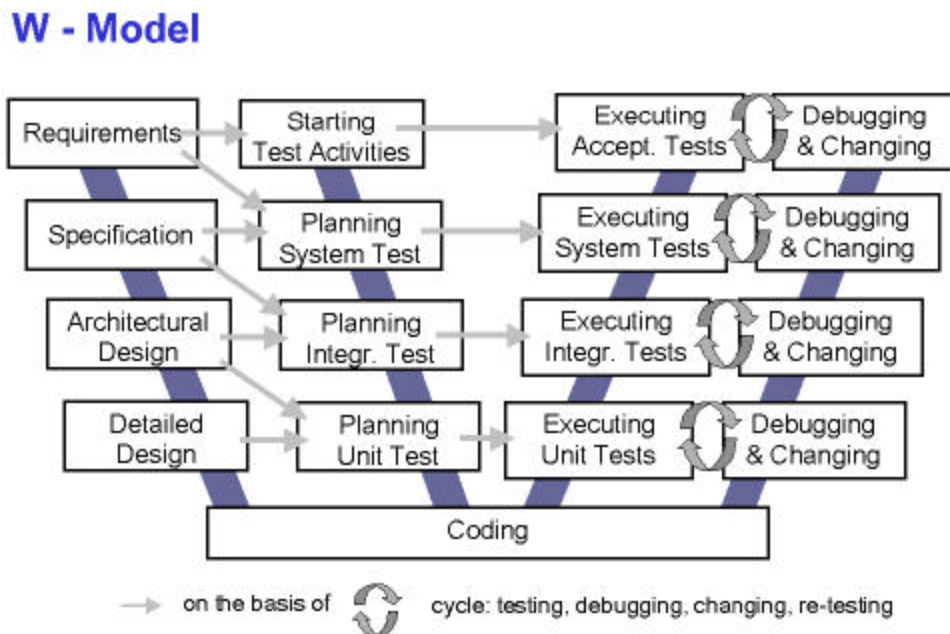 W - Model
Requirements
Starting
Test Activities
Executing
Accept. Tests
Debugging
& Changing
Specification
Planning
System Test
Executing
System Tests
Debugging
& Changing
Architectural
Design
Planning
Integr. Test
Executing
Integr. Tests
Debugging
& Changing
Detailed
Design
Planning
Unit Test
Executing
Unit Tests
Debugging
& Changing
Coding
on the basis of
cycle: testing, debugging, changing, re-testing